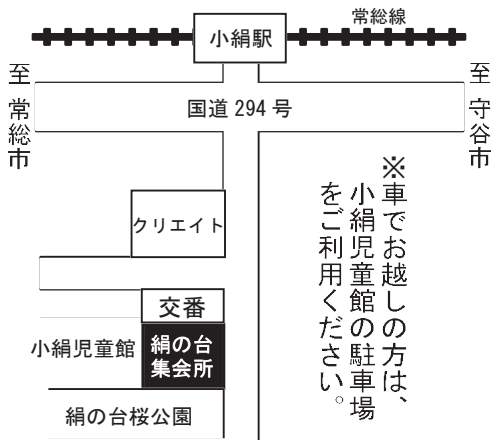 常総線
小絹駅
至 常総市
国道 294 号
至 守谷市
※車でお越しの方は、
小絹児童館の駐車場
をご利用ください。
クリエイト
交番
小絹児童館
絹の台
集会所
絹の台桜公園